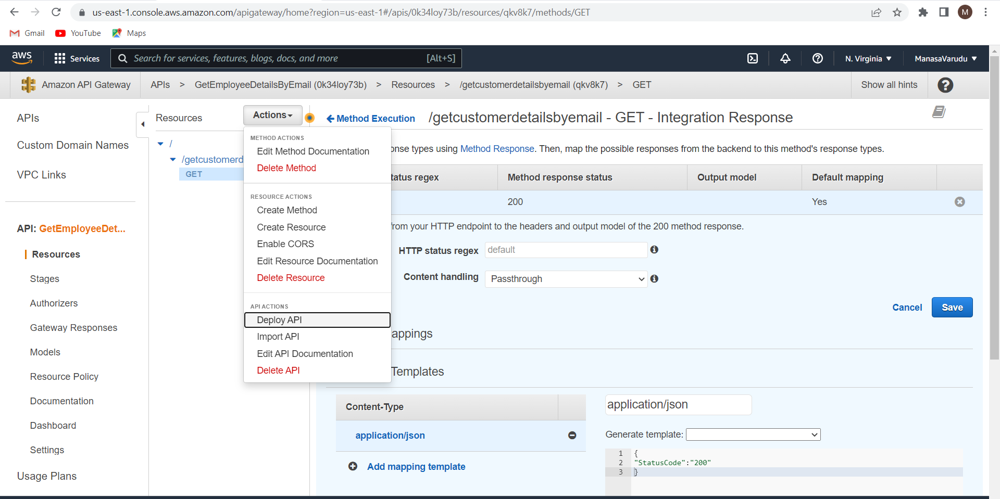 us-east-1.console.aws.amazon.com/apigateway/home?region=us-east-1#/apis/0k34loy73b/resources/qkv8k7/methods/GET
M
Gmail
YouTube
Maps
aws
Services
Search for services, features, blogs, docs, and more
[Alt+S]
N. Virginia
ManasaVarudu
Amazon API Gateway
APIs > GetEmployeeDetailsByEmail (0k34loy73b) > Resources > /getcustomerdetailsbyemail (qkv8k7) > GET
Show all hints
APIs
Custom Domain Names
VPC Links
API: GetEmployeeDet...
Resources
Stages
Authorizers
Gateway Responses
Models
Resource Policy
Documentation
Dashboard
Settings
Usage Plans
Resources
Actions
/
/getcustomerd
GET
METHOD ACTIONS
Edit Method Documentation
Delete Method
RESOURCE ACTIONS
Create Method
Create Resource
Enable CORS
Edit Resource Documentation
Delete Resource
API ACTIONS
Deploy API
Import API
Edit API Documentation
Delete API
Method Execution
/getcustomerdetailsbyemail - GET - Integration Response
onse types using Method Response. Then, map the possible responses from the backend to this method's response types.
tatus regex
Method response status
Output model
Default mapping
200
Yes
from your HTTP endpoint to the headers and output model of the 200 method response.
HTTP status regex
default
Content handling
Passthrough
Cancel
Save
appings
Templates
Content-Type
application/json
Add mapping template
application/json
Generate template:
1 {
2 "StatusCode":"200"
3 }